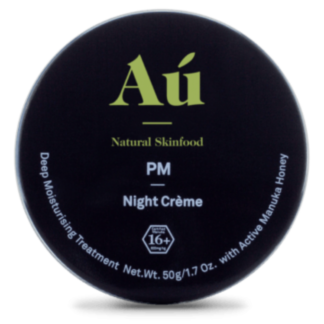 Aú
Natural Skinfood
PM
Night Crème
16+
Deep Moisturising Treatment Net.Wt. 50g/1.7 Oz. with Active Manuka Honey